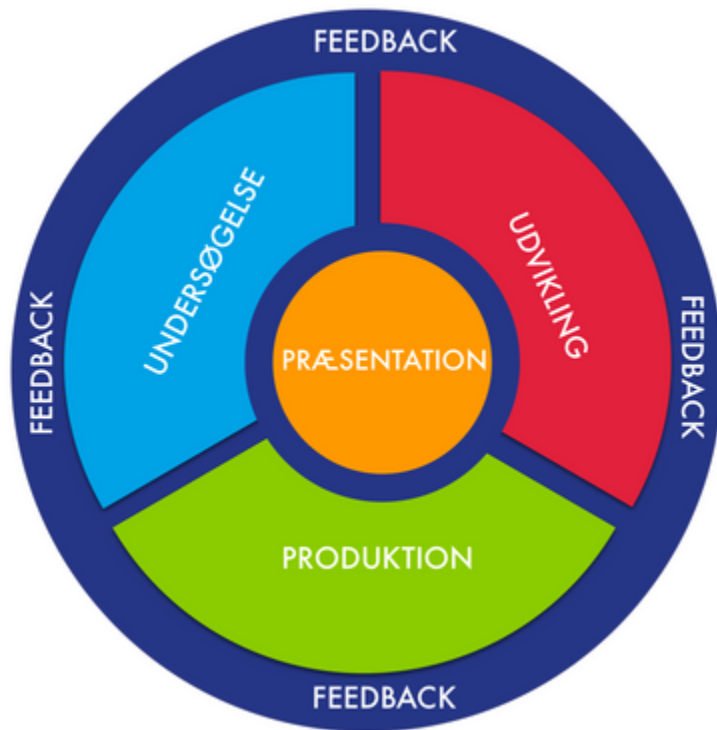 FEEDBACK
UNDERSØGELSE
UDVIKLING
FEEDBACK
PRÆSENTATION
FEEDBACK
PRODUKTION
FEEDBACK